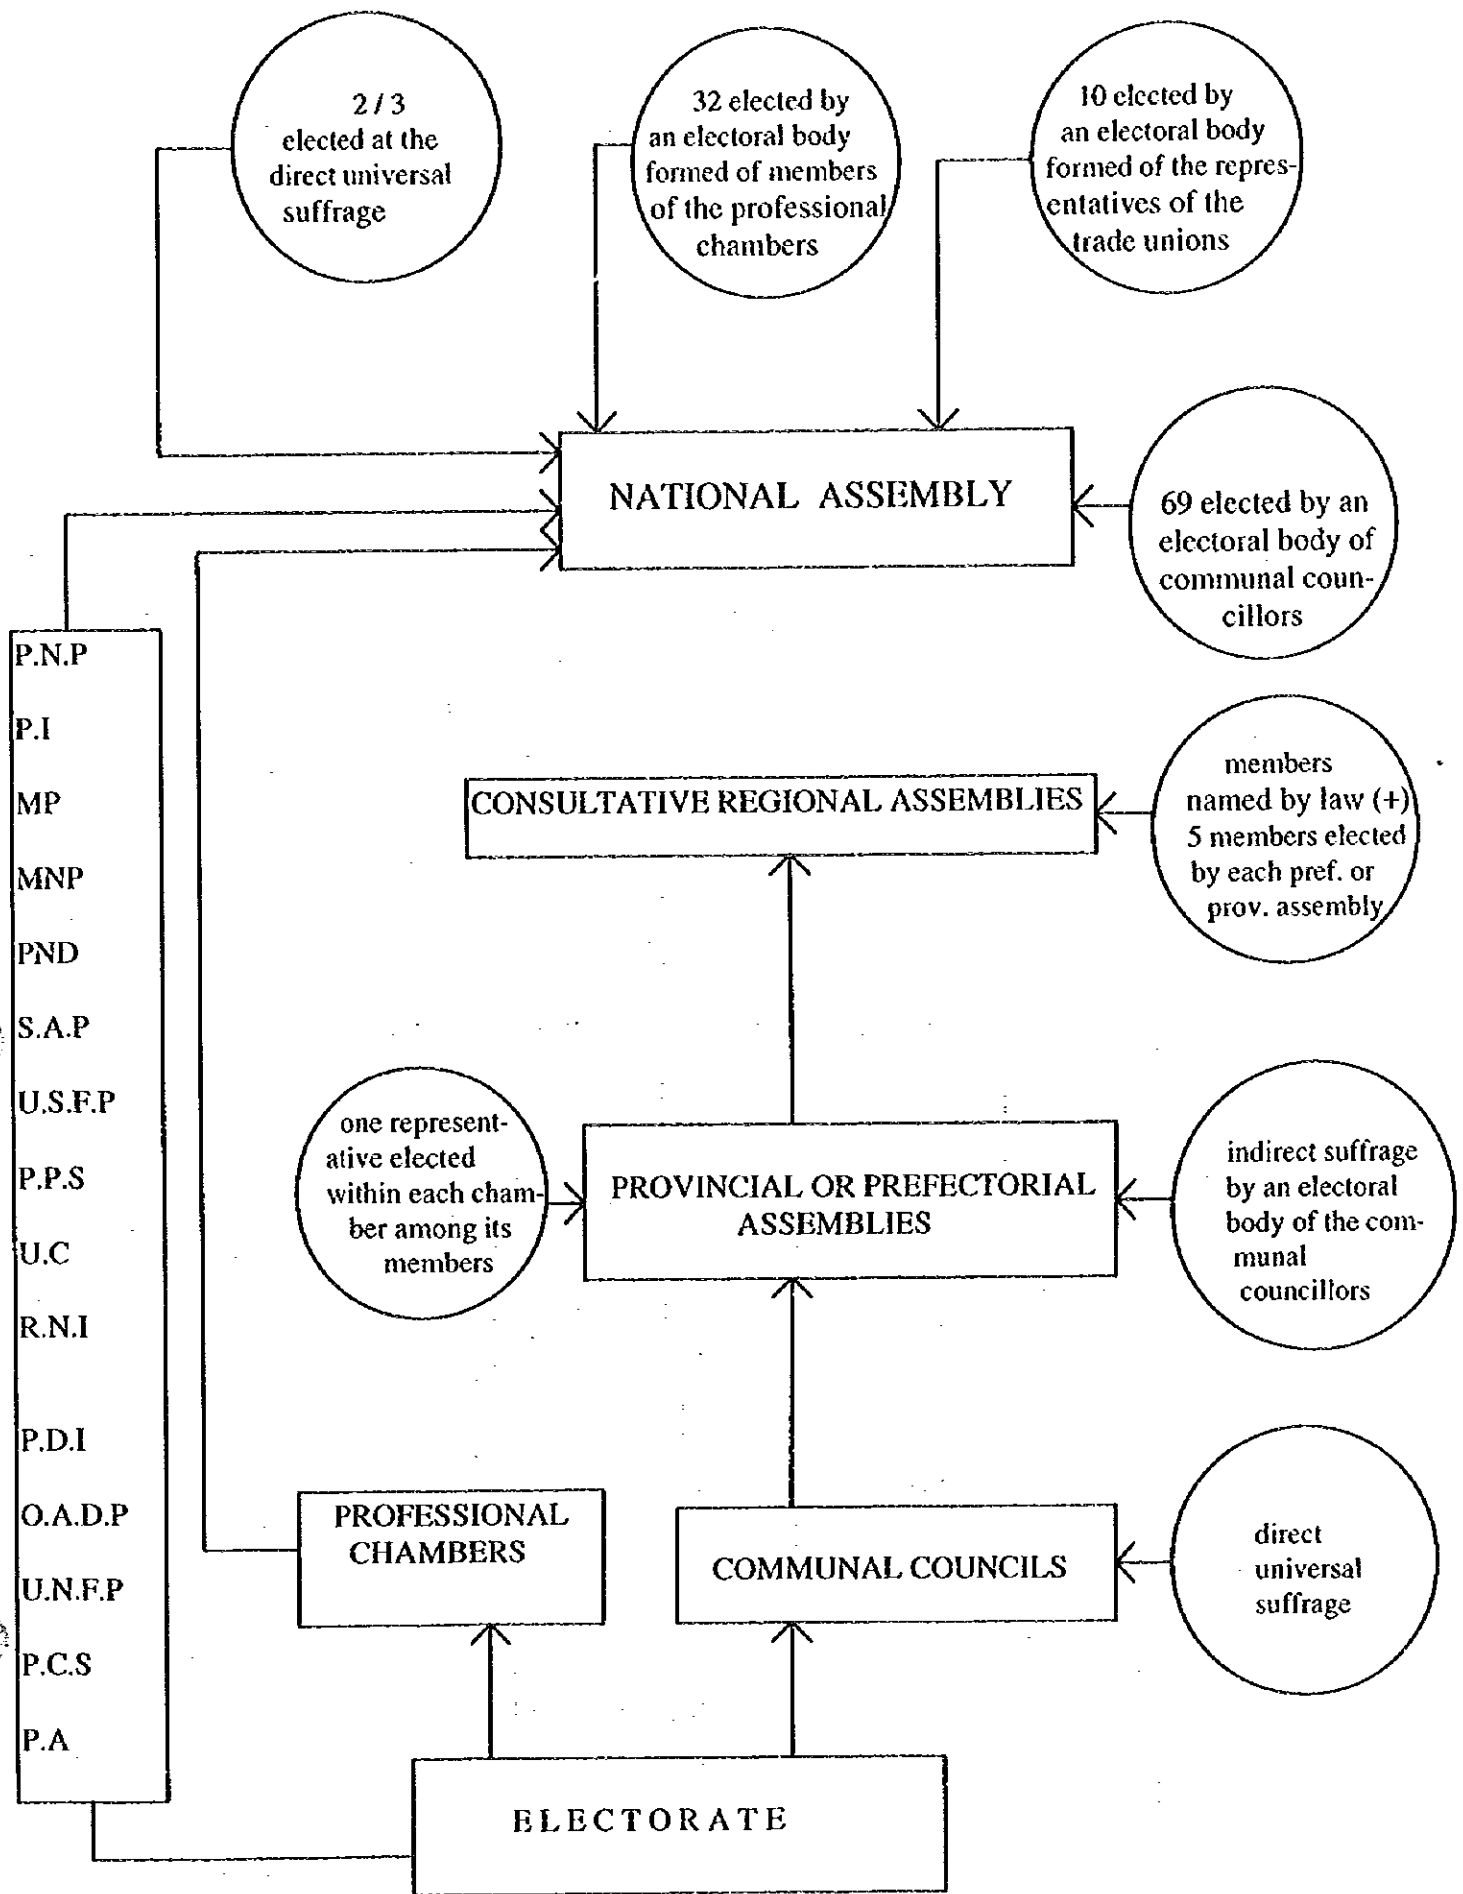 2 / 3
elected at the
direct universal
suffrage
32 elected by
an electoral body
formed of members
of the professional
chambers
10 elected by
an electoral body
formed of the repres-
entatives of the
trade unions
NATIONAL ASSEMBLY
69 elected by an
electoral body of
communal coun-
cillors
P.N.P
P.I
MP
MNP
PND
S.A.P
U.S.F.P
P.P.S
U.C
R.N.I
P.D.I
O.A.D.P
U.N.F.P
P.C.S
P.A
CONSULTATIVE REGIONAL ASSEMBLIES
members
named by law (+)
5 members elected
by each pref. or
prov. assembly
one represent-
ative elected
within each cham-
ber among its
members
PROVINCIAL OR PREFECTORIAL
ASSEMBLIES
indirect suffrage
by an electoral
body of the com-
munal
councillors
PROFESSIONAL
CHAMBERS
COMMUNAL COUNCILS
direct
universal
suffrage
ELECTORATE